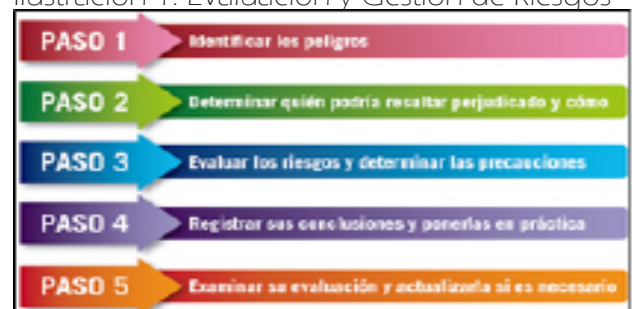 Ilustración 1. Evaluación y Gestión de Riesgos
PASO 1 Identificar los peligros
PASO 2 Determinar quién podría resultar perjudicado y cómo
PASO 3 Evaluar los riesgos y determinar las precauciones
PASO 4 Registrar sus conclusiones y ponerlas en práctica
PASO 5 Examinar su evaluación y actualizarla si es necesario